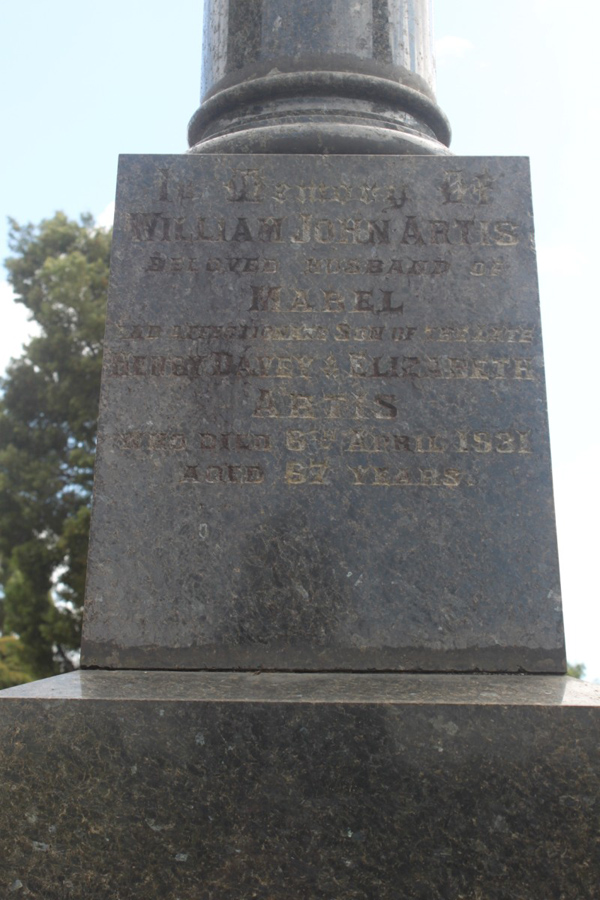 In Memory Of
WILLIAM JOHN ARTIS
BELOVED HUSBAND OF
MABEL
AND AFFECTIONATE SON OF THE LATE
HENRY DAVEY & ELIZABETH
ARTIS
WHO DIED 6TH APRIL 1931
AGED 67 YEARS.